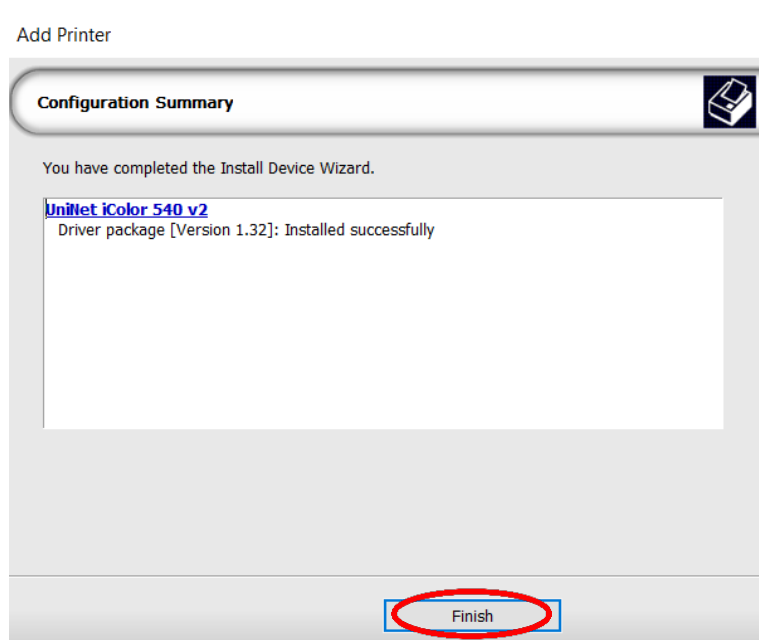 Add Printer
Configuration Summary
You have completed the Install Device Wizard.
UniNet iColor 540 v2
Driver package [Version 1.32]: Installed successfully
Finish